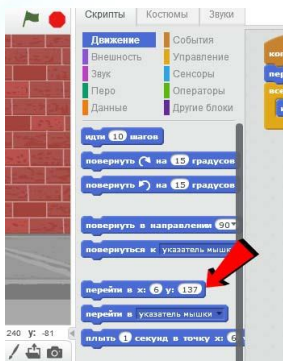 Скрипты Костюмы Звуки
Движение События
Внешность Управление
Звук Сенсоры
Перо Операторы
Данные Другие блоки
идти 10 шагов
повернуть на 15 градусов
повернуть на 15 градусов
повернуть в направлении 90
повернуться к указатель мышки
перейти в x: 6 y: 137
перейти в указатель мышки
плыть 1 секунд в точку x: 6
240 y: -81